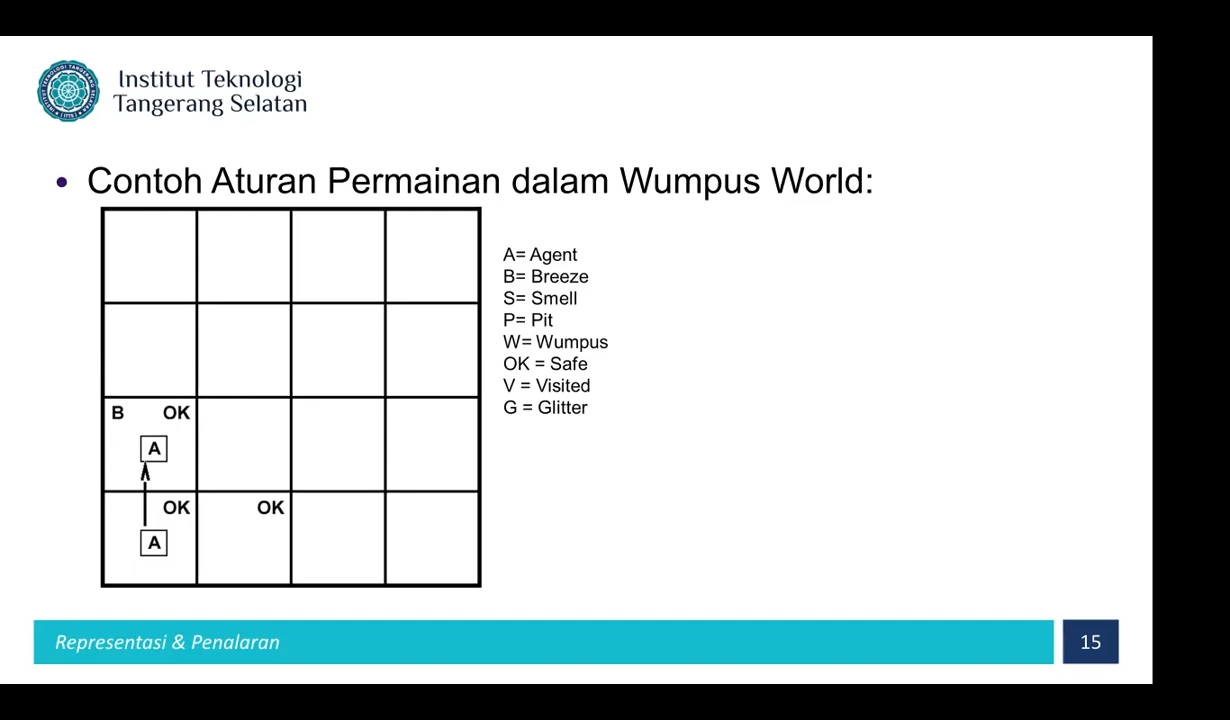 Institut Teknologi
Tangerang Selatan
• Contoh Aturan Permainan dalam Wumpus World:
A= Agent
B= Breeze
S= Smell
P= Pit
W= Wumpus
OK = Safe
V = Visited
G = Glitter
B OK
A
OK OK
A
Representasi & Penalaran
15